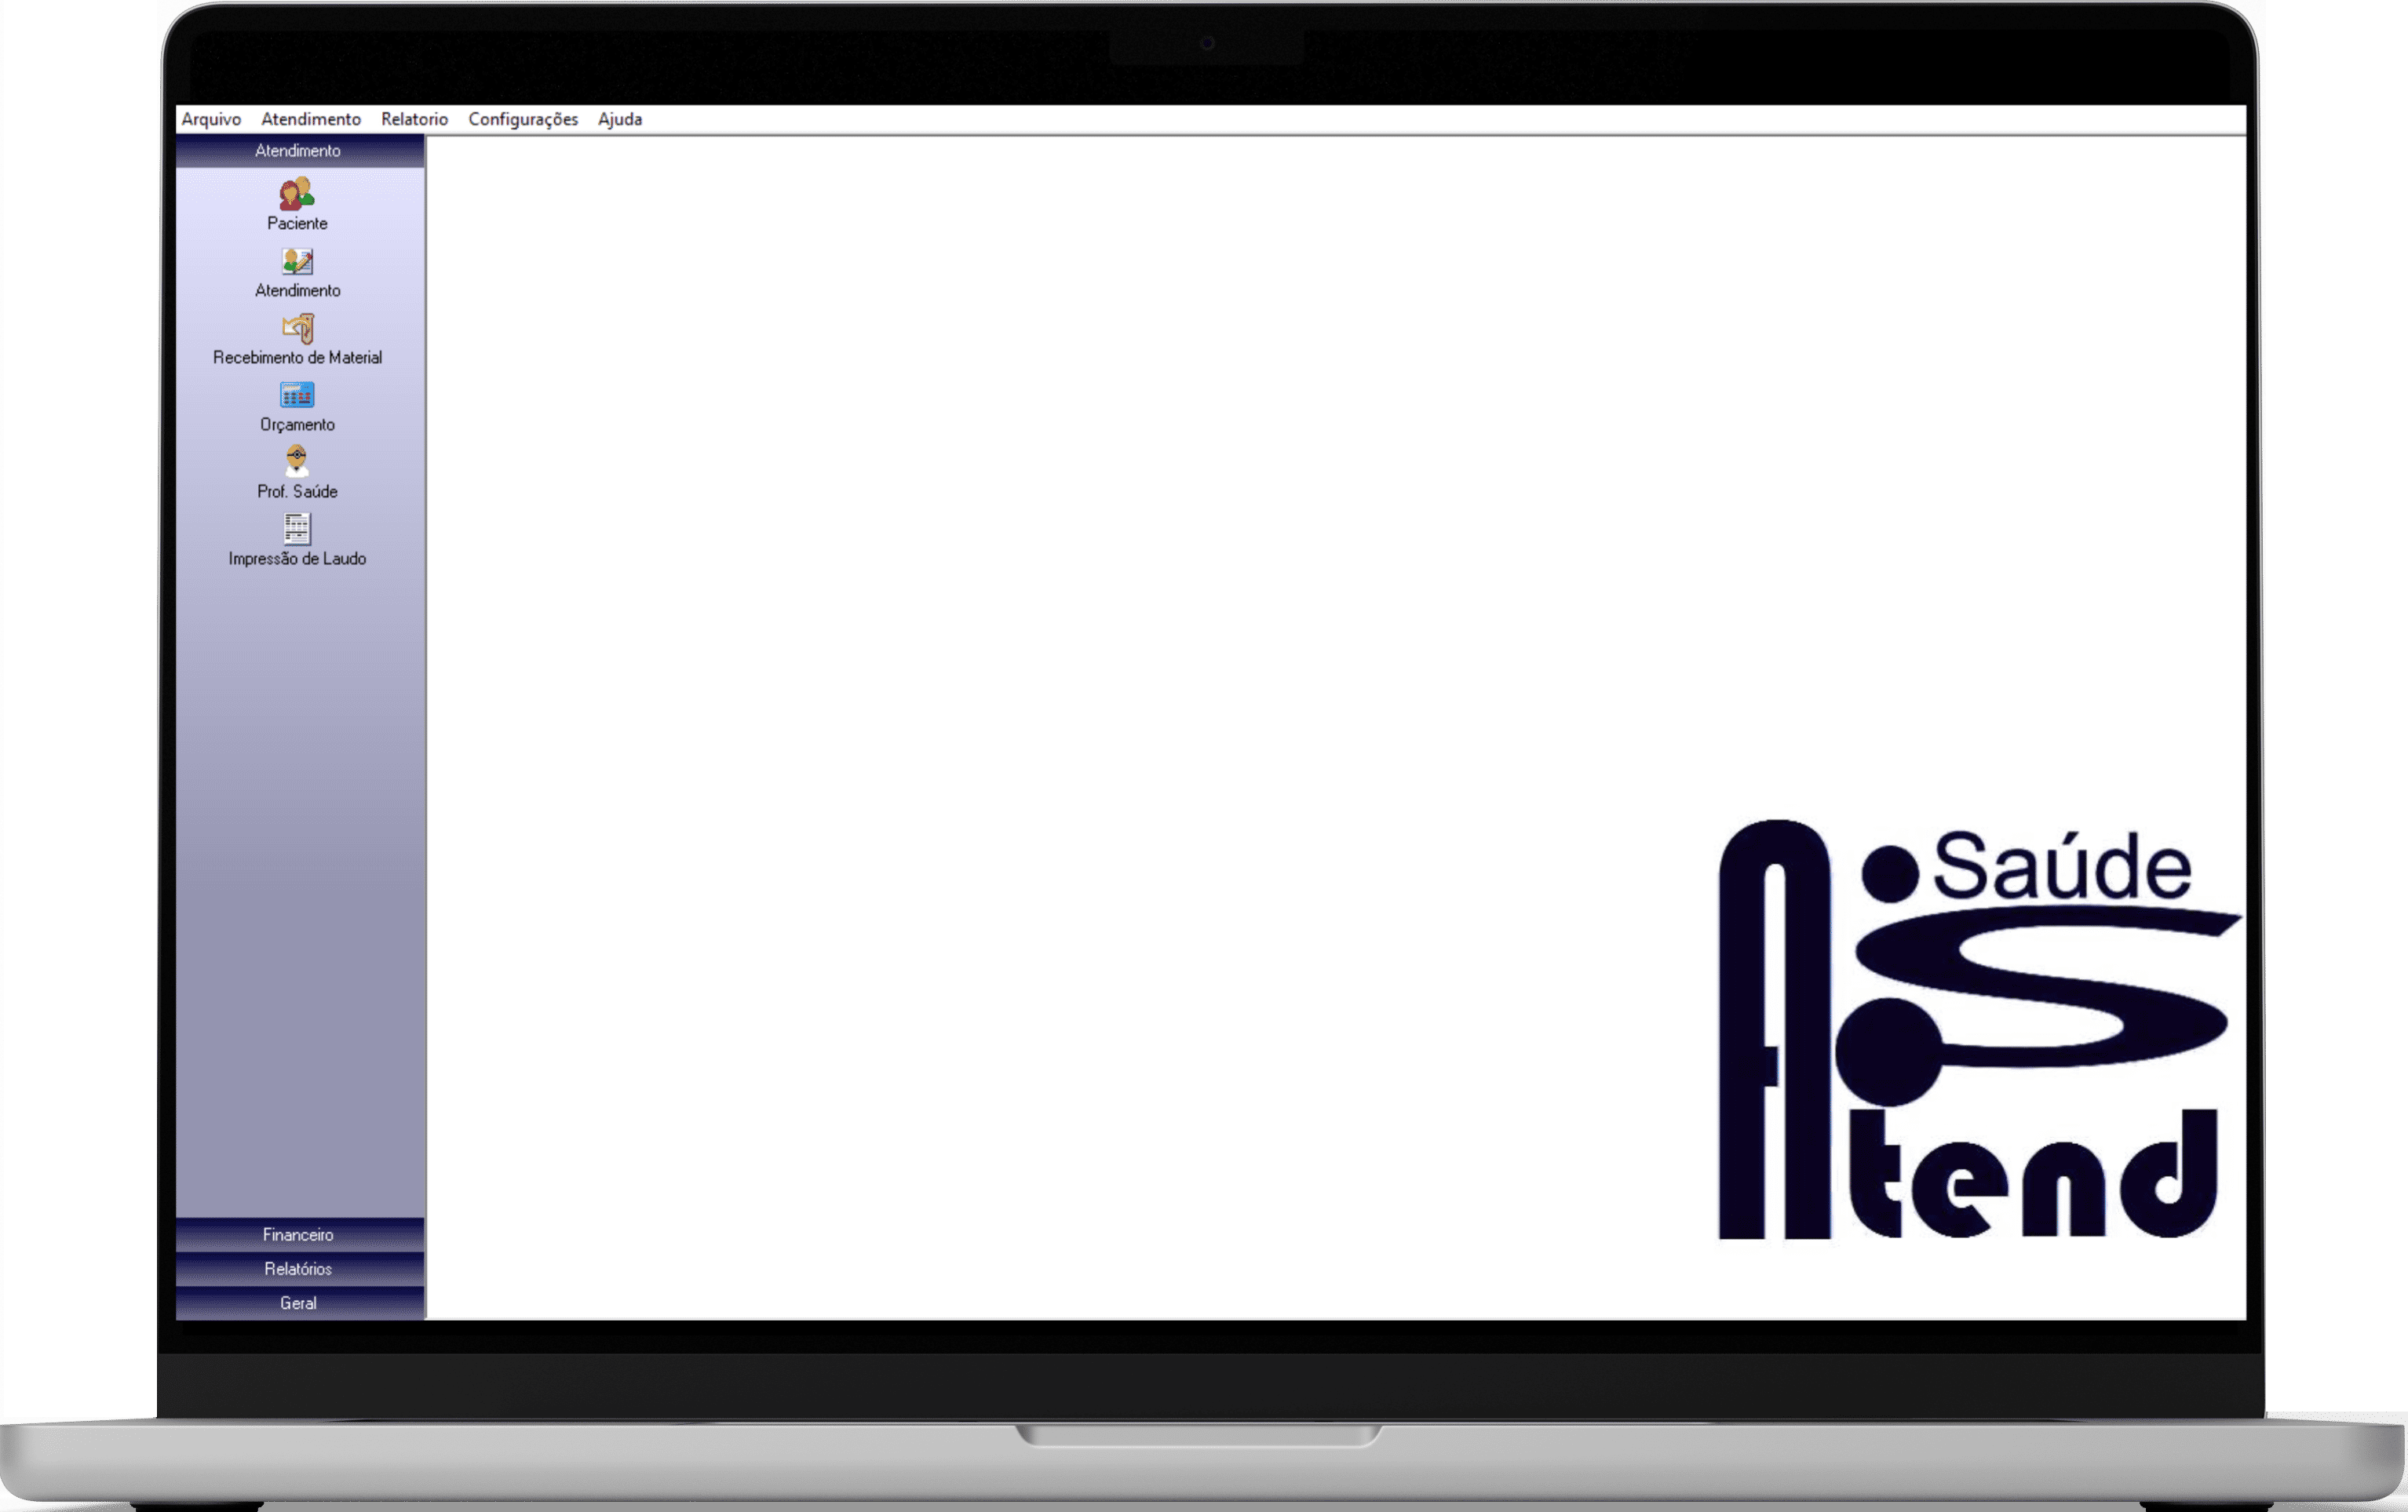 Arquivo Atendimento Relatorio Configurações Ajuda
Atendimento
Paciente
Atendimento
Recebimento de Material
Orçamento
Prof. Saúde
Impressão de Laudo
Financeiro
Relatórios
Geral
Saúde
Atend